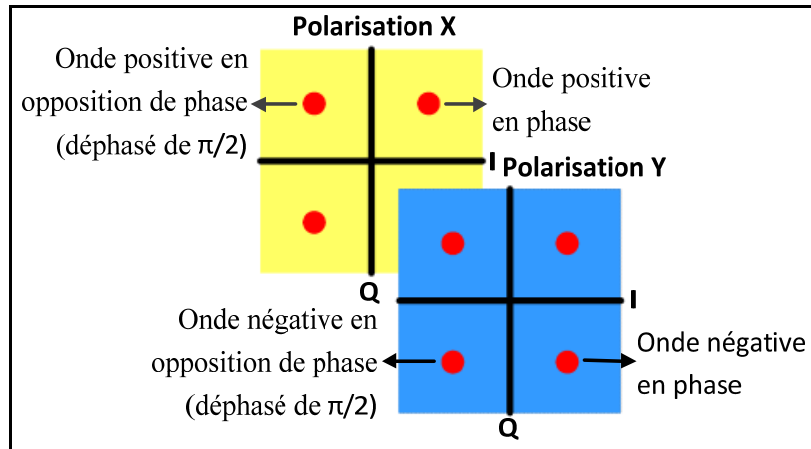 Polarisation X
Onde positive en
opposition de phase
(déphasé de π/2)
Onde positive
en phase
I
Polarisation Y
Q
I
Onde négative en
opposition de phase
(déphasé de π/2)
Onde négative
en phase
Q